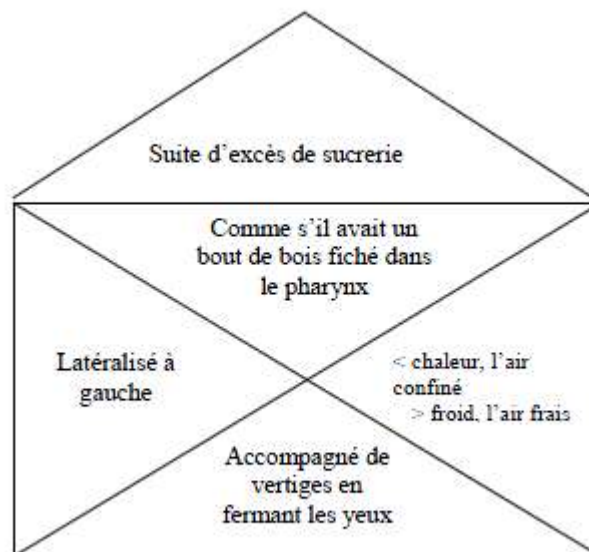 Suite d’excès de sucrerie
Comme s’il avait un
bout de bois fiché dans
le pharynx
Latéralisé à
gauche
< chaleur, l’air
confiné
> froid, l’air frais
Accompagné de
vertiges en
fermant les yeux